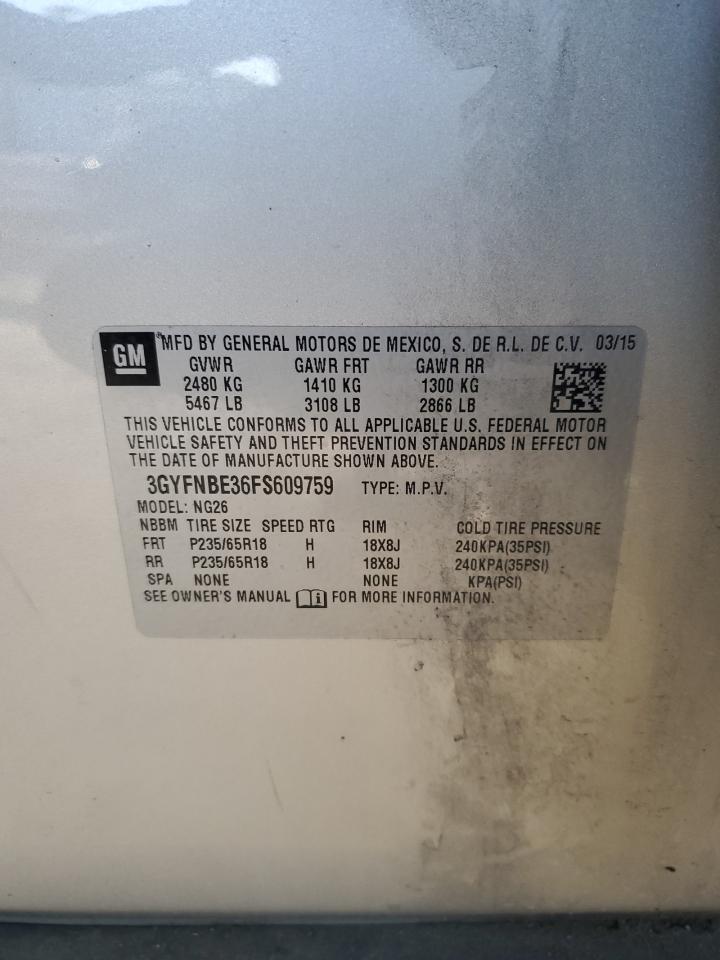 GM
MFD BY GENERAL MOTORS DE MEXICO, S. DE R.L. DE C.V. 03/15
GVWR GAWR FRT GAWR RR
2480 KG 1410 KG 1300 KG
5467 LB 3108 LB 2866 LB
THIS VEHICLE CONFORMS TO ALL APPLICABLE U.S. FEDERAL MOTOR
VEHICLE SAFETY AND THEFT PREVENTION STANDARDS IN EFFECT ON
THE DATE OF MANUFACTURE SHOWN ABOVE.
3GYFNBE36FS609759 TYPE: M.P.V.
MODEL: NG26
NBBM TIRE SIZE SPEED RTG RIM COLD TIRE PRESSURE
FRT P235/65R18 H 18X8J 240KPA(35PSI)
RR P235/65R18 H 18X8J 240KPA(35PSI)
SPA NONE NONE KPA(PSI)
SEE OWNER'S MANUAL FOR MORE INFORMATION.